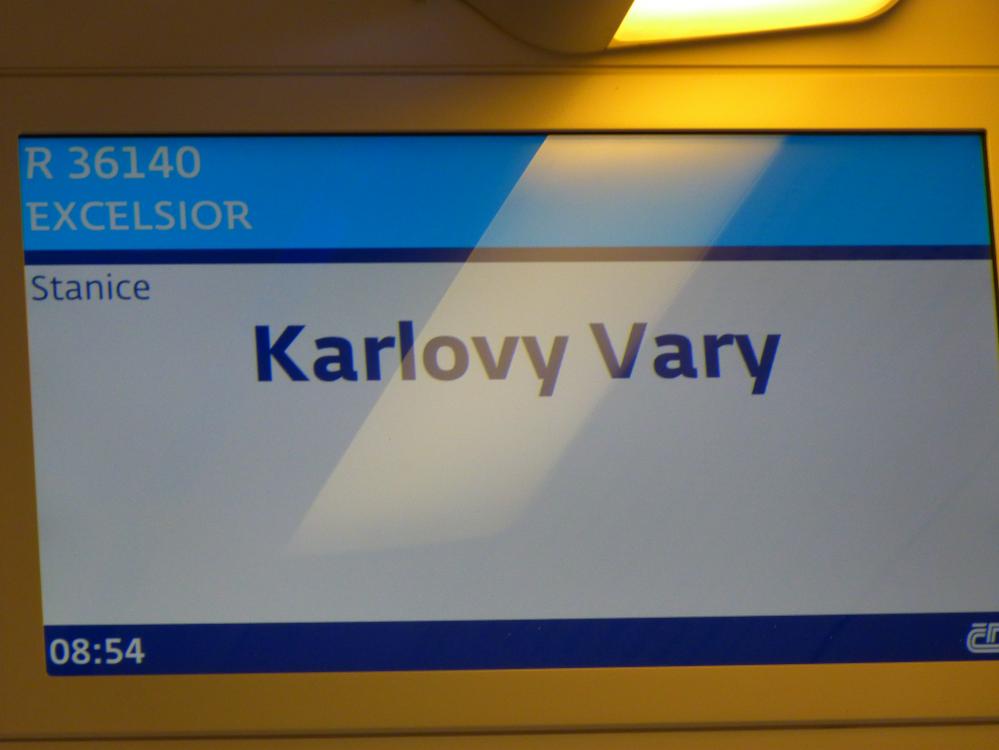 R 36140
EXCELSIOR
Stanice
Karlovy Vary
08:54